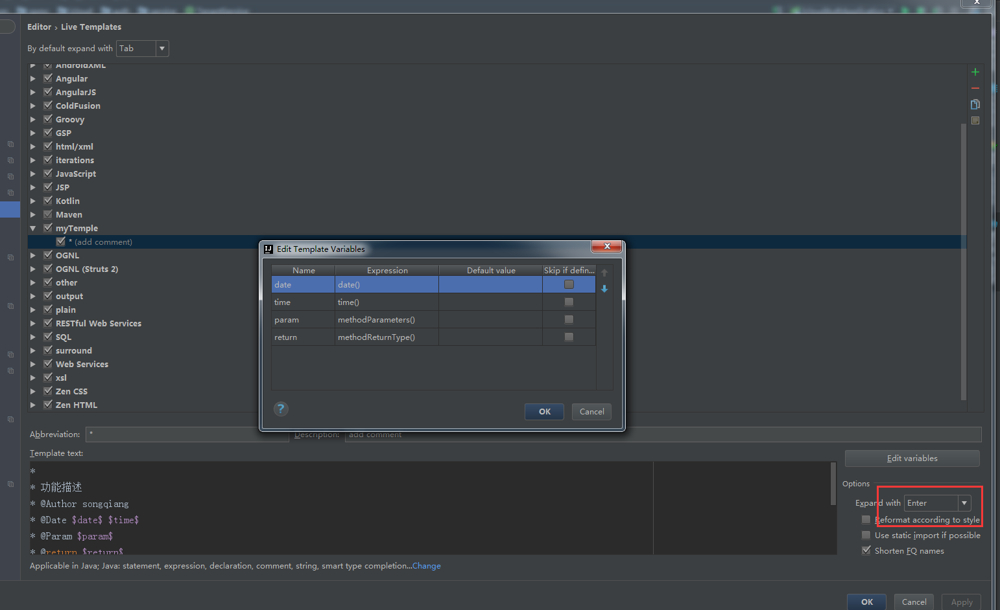 x
Editor › Live Templates
By default expand with Tab
AndroidXML
Angular
AngularJS
ColdFusion
Groovy
GSP
html/xml
iterations
JavaScript
JSP
Kotlin
Maven
myTemple
* (add comment)
OGNL
OGNL (Struts 2)
other
output
plain
RESTful Web Services
SQL
surround
Web Services
xsl
Zen CSS
Zen HTML
IJ Edit Template Variables
x
Name Expression Default value Skip if defin...
date date()
time time()
param methodParameters()
return methodReturnType()
? OK Cancel
Abbreviation: * Description: add comment
Template text:
*
* 功能描述
* @Author songqiang
* @Date $date$ $time$
* @Param $param$
* @return $return$
Edit variables
Options
Expand with Enter
Reformat according to style
Use static import if possible
Shorten FQ names
Applicable in Java; Java: statement, expression, declaration, comment, string, smart type completion...Change
OK Cancel Apply